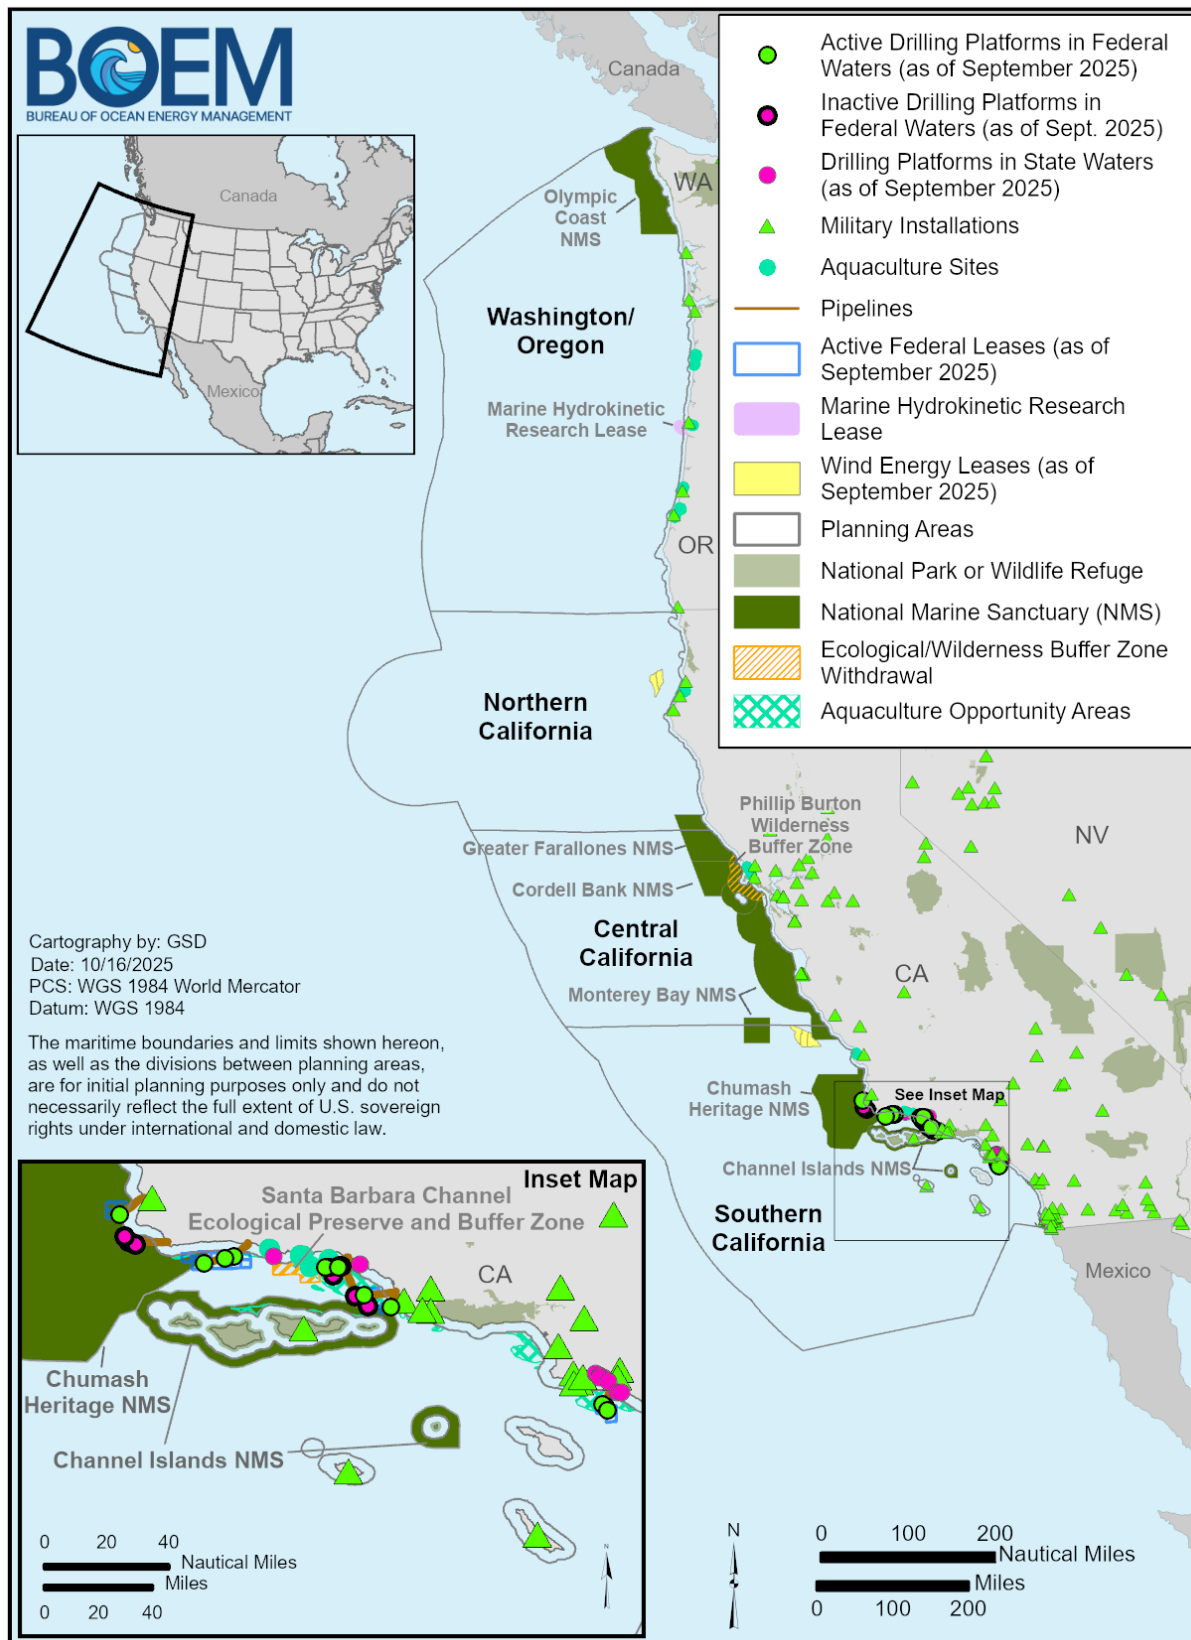 BOEM
BUREAU OF OCEAN ENERGY MANAGEMENT
Canada
Mexico
Active Drilling Platforms in Federal
Waters (as of September 2025)
Inactive Drilling Platforms in
Federal Waters (as of Sept. 2025)
Drilling Platforms in State Waters
(as of September 2025)
Military Installations
Aquaculture Sites
Pipelines
Active Federal Leases (as of
September 2025)
Marine Hydrokinetic Research
Lease
Wind Energy Leases (as of
September 2025)
Planning Areas
National Park or Wildlife Refuge
National Marine Sanctuary (NMS)
Ecological/Wilderness Buffer Zone
Withdrawal
Aquaculture Opportunity Areas
Canada
WA
Olympic
Coast
NMS
Washington/
Oregon
Marine Hydrokinetic
Research Lease
OR
Northern
California
Phillip Burton
Wilderness
Buffer Zone
NV
Greater Farallones NMS
Cordell Bank NMS
Central
California
CA
Monterey Bay NMS
Chumash
Heritage NMS
See Inset Map
Channel Islands NMS
Southern
California
Mexico
Cartography by: GSD
Date: 10/16/2025
PCS: WGS 1984 World Mercator
Datum: WGS 1984
The maritime boundaries and limits shown hereon,
as well as the divisions between planning areas,
are for initial planning purposes only and do not
necessarily reflect the full extent of U.S. sovereign
rights under international and domestic law.
Inset Map
Santa Barbara Channel
Ecological Preserve and Buffer Zone
CA
Chumash
Heritage NMS
Channel Islands NMS
0 20 40
Nautical Miles
Miles
0 20 40
N
N
0 100 200
Nautical Miles
Miles
0 100 200